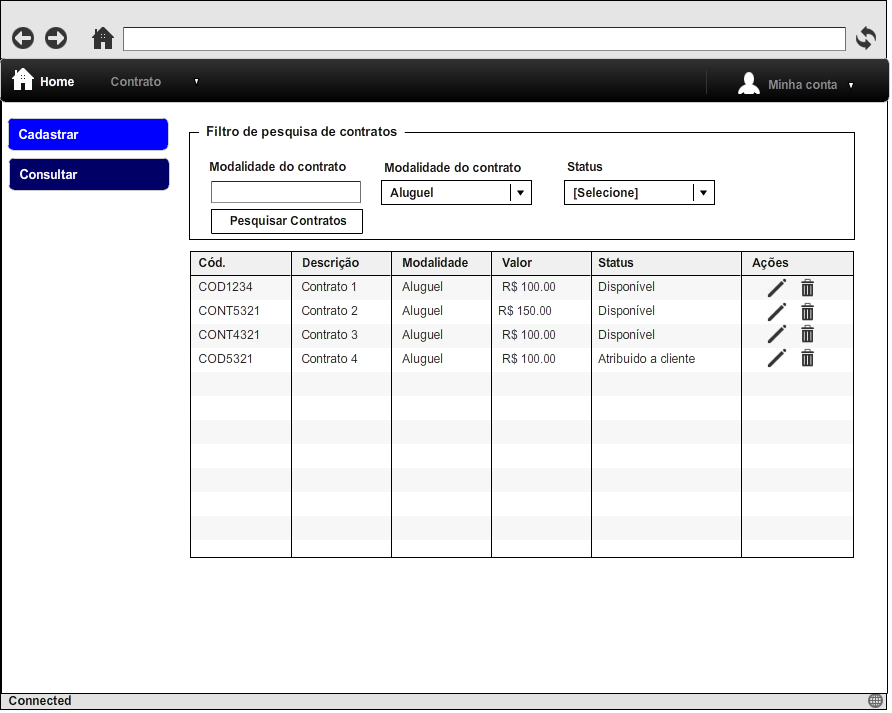 Home Contrato Minha conta
Cadastrar
Consultar
Filtro de pesquisa de contratos
Modalidade do contrato Modalidade do contrato Status
Aluguel [Selecione]
Pesquisar Contratos
Cód. Descrição Modalidade Valor Status Ações
COD1234 Contrato 1 Aluguel R$ 100.00 Disponível
CONT5321 Contrato 2 Aluguel R$ 150.00 Disponível
CONT4321 Contrato 3 Aluguel R$ 100.00 Disponível
COD5321 Contrato 4 Aluguel R$ 100.00 Atribuido a cliente
Connected